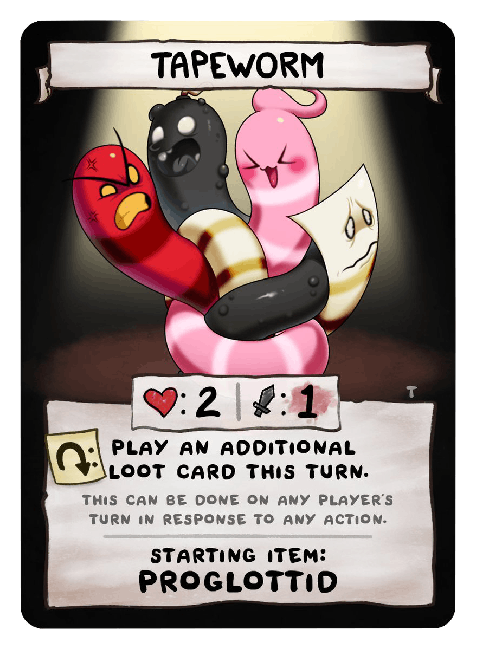 TAPEWORM
: 2 | : 1
T
: PLAY AN ADDITIONAL
LOOT CARD THIS TURN.
THIS CAN BE DONE ON ANY PLAYER'S
TURN IN RESPONSE TO ANY ACTION.
STARTING ITEM:
PROGLOTTID